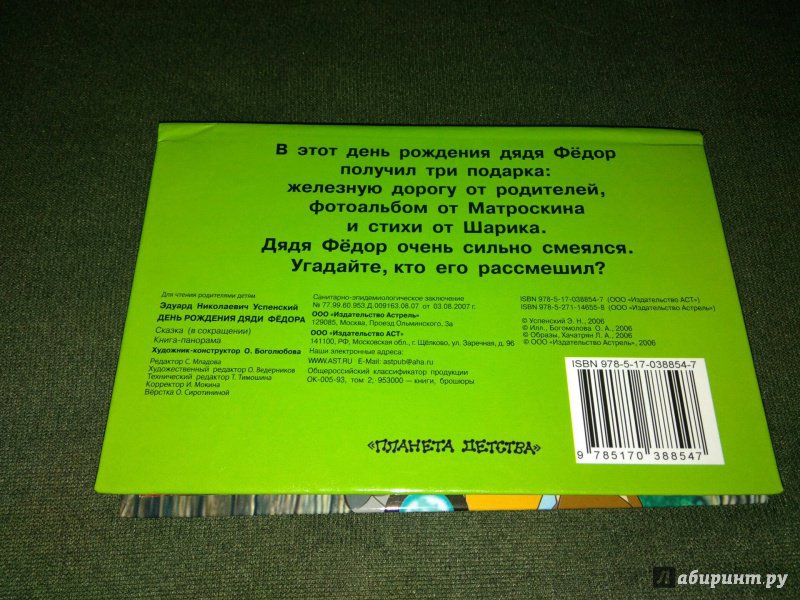 В этот день рождения дядя Фёдор
получил три подарка:
железную дорогу от родителей,
фотоальбом от Матроскина
и стихи от Шарика.
Дядя Фёдор очень сильно смеялся.
Угадайте, кто его рассмешил?
Для чтения родителями детям
Эдуард Николаевич Успенский
ДЕНЬ РОЖДЕНИЯ ДЯДИ ФЁДОРА
Сказка (в сокращении)
Книга-панорама
Художник-конструктор О. Боголюбова
Редактор С. Младова
Художественный редактор О. Ведерников
Технический редактор Т. Тимошина
Корректор И. Мокина
Вёрстка О. Сиротининой
Санитарно-эпидемиологическое заключение
№ 77.99.60.953.Д.009163.08.07 от 03.08.2007 г.
ООО «Издательство Астрель»
129085, Москва, Проезд Ольминского, 3а
ООО «Издательство АСТ»
141100, РФ, Московская обл., г. Щёлково, ул. Заречная, д. 96
Наши электронные адреса:
WWW.AST.RU E-Mail: astpub@aha.ru
Общероссийский классификатор продукции
ОК-005-93, том 2, 953000 — книги, брошюры
ISBN 978-5-17-038854-7 (ООО «Издательство АСТ»)
ISBN 978-5-271-14655-8 (ООО «Издательство Астрель»)
© Успенский Э. Н., 2006
© Илл., Богомолова О. А., 2006
© Образы, Хачатрян Л. А., 2006
© ООО «Издательство Астрель», 2006
ISBN 978-5-17-038854-7
9 785170 388547
«ПЛАНЕТА ДЕТСТВА»
Лабиринт.ру